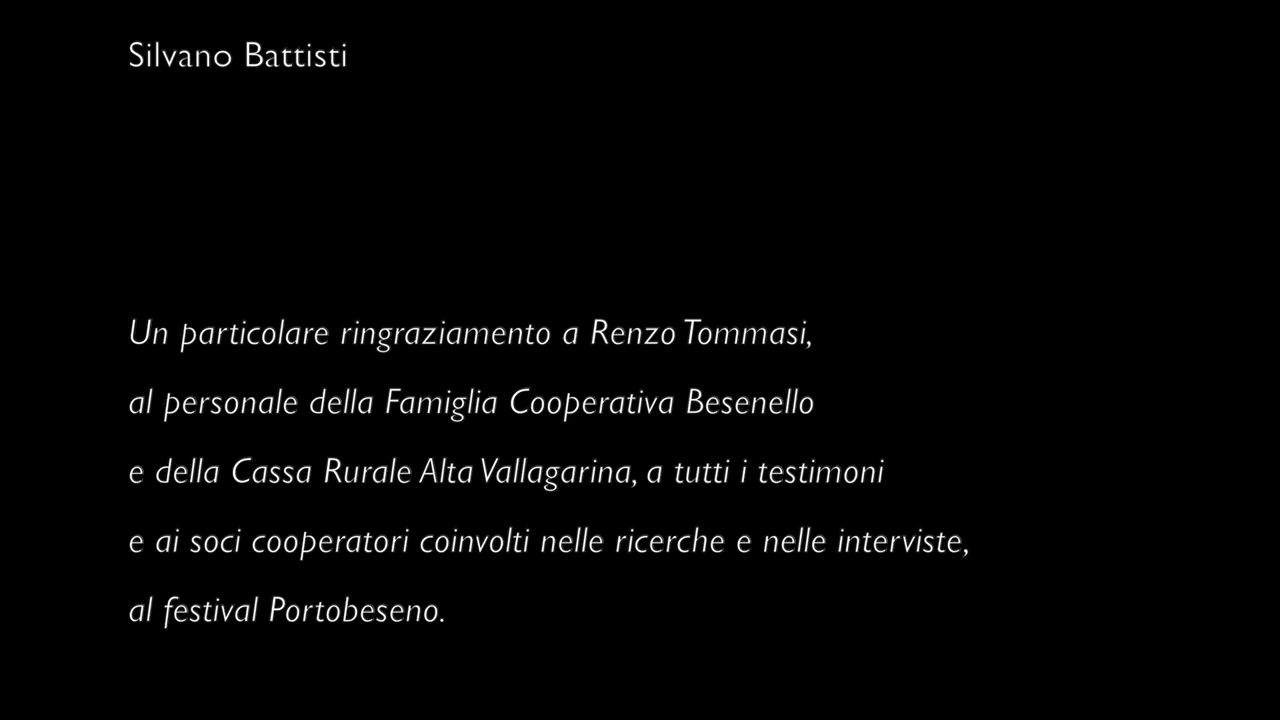 Silvano Battisti
Un particolare ringraziamento a Renzo Tommasi,
al personale della Famiglia Cooperativa Besenello
e della Cassa Rurale Alta Vallagarina, a tutti i testimoni
e ai soci cooperatori coinvolti nelle ricerche e nelle interviste,
al festival Portobeseno.